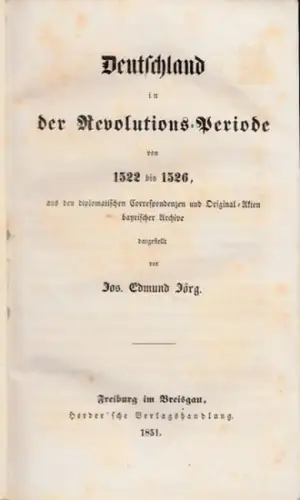 Deutschland
in
der Revolutions-Periode
von
1522 bis 1526,
aus den diplomatischen Correspondenzen und Original-Akten
bayrischer Archive
dargestellt
von
Jos. Edmund Jörg.
Freiburg im Breisgau,
Herder'sche Verlagshandlung.
1851.